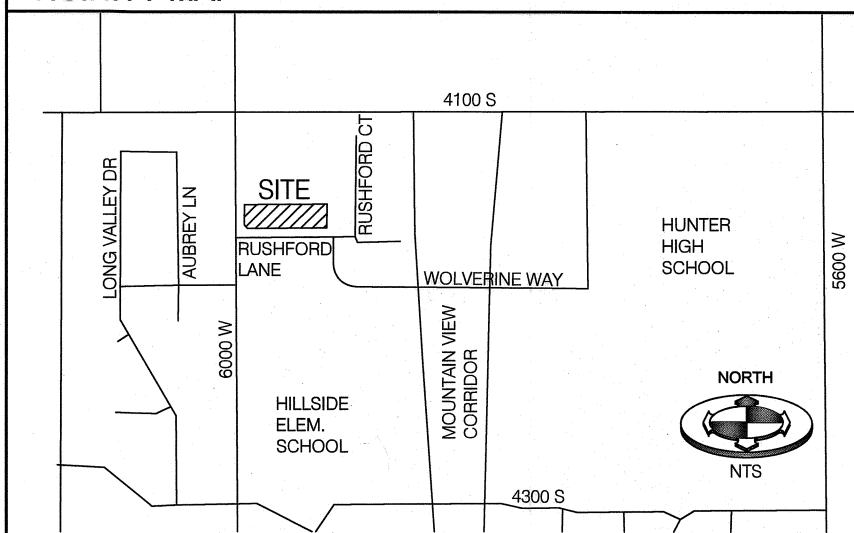 4100 S
LONG VALLEY DR
AUBREY LN
SITE
RUSHFORD CT
RUSHFORD
LANE
WOLVERINE WAY
HUNTER
HIGH
SCHOOL
5600 W
6000 W
MOUNTAIN VIEW
CORRIDOR
HILLSIDE
ELEM.
SCHOOL
NORTH
NTS
4300 S